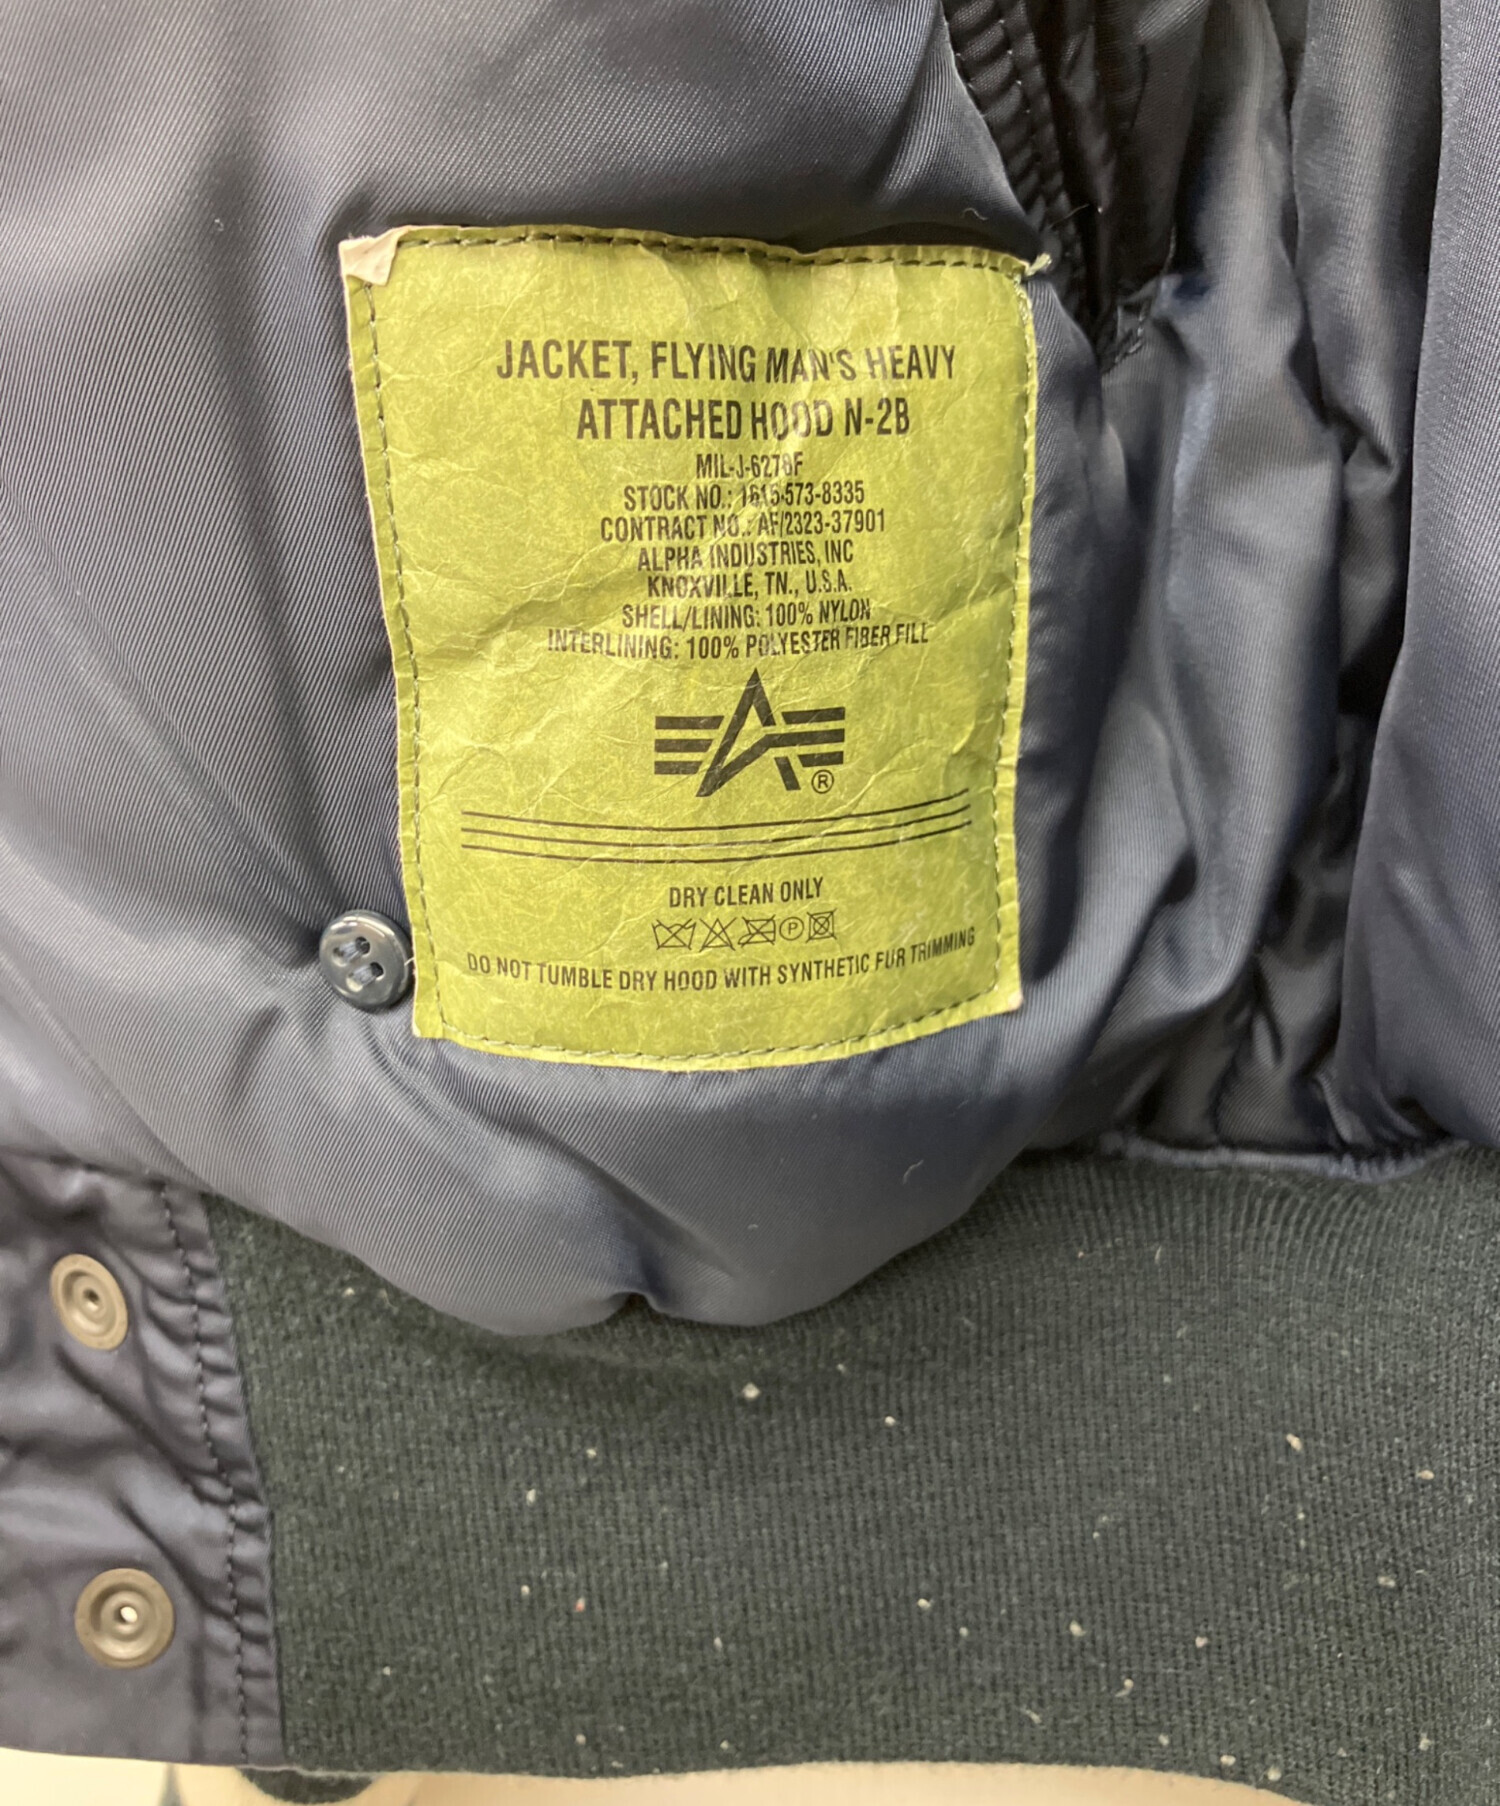 JACKET, FLYING MAN'S HEAVY
ATTACHED HOOD N-2B
MIL-J-6278F
STOCK NO.: 1615-573-8335
CONTRACT NO.: AF/2323-37901
ALPHA INDUSTRIES, INC
KNOXVILLE, TN., U.S.A.
SHELL/LINING: 100% NYLON
INTERLINING: 100% POLYESTER FIBER FILL
®
DRY CLEAN ONLY
P
DO NOT TUMBLE DRY HOOD WITH SYNTHETIC FUR TRIMMING